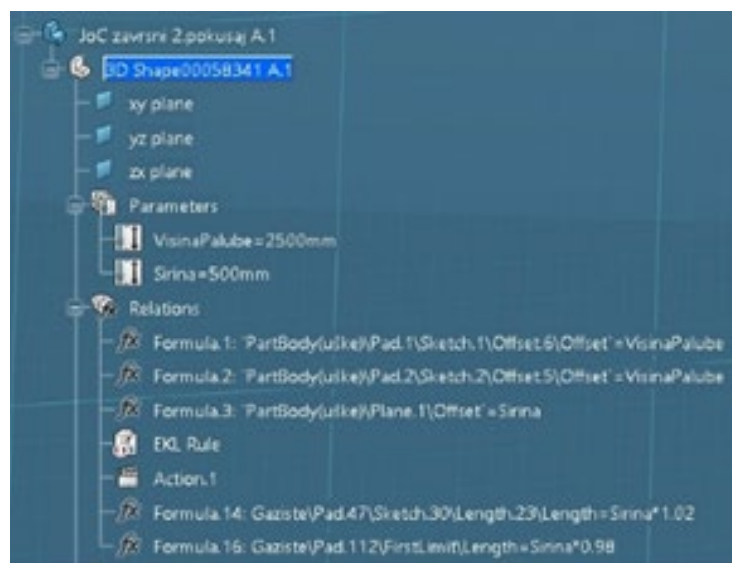 JoC zavrsni 2.pokusaj A.1
3D Shape00058341 A.1
xy plane
yz plane
zx plane
Parameters
VisinaPalube=2500mm
Sirina=500mm
Relations
Formula.1: `PartBody(uške)\Pad.1\Sketch.1\Offset.6\Offset`=VisinaPalube
Formula.2: `PartBody(uške)\Pad.2\Sketch.2\Offset.5\Offset`=VisinaPalube
Formula.3: `PartBody(uške)\Plane.1\Offset`=Sirina
EKL Rule
Action.1
Formula.14: Gaziste\Pad.47\Sketch.30\Length.23\Length=Sirina*1.02
Formula.16: Gaziste\Pad.112\FirstLimit\Length=Sirina*0.98